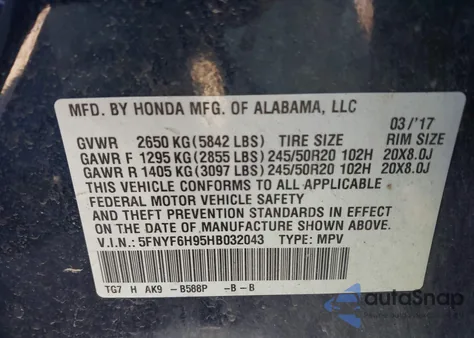 MFD. BY HONDA MFG. OF ALABAMA, LLC
03/'17
GVWR 2650 KG(5842 LBS) TIRE SIZE RIM SIZE
GAWR F 1295 KG(2855 LBS) 245/50R20 102H 20X8.0J
GAWR R 1405 KG(3097 LBS) 245/50R20 102H 20X8.0J
THIS VEHICLE CONFORMS TO ALL APPLICABLE
FEDERAL MOTOR VEHICLE SAFETY
AND THEFT PREVENTION STANDARDS IN EFFECT
ON THE DATE OF MANUFACTURE SHOWN ABOVE.
V.I.N.: 5FNYF6H95HB032043 TYPE: MPV
TG7 H AK9 -B588P -B-B
autoSnap